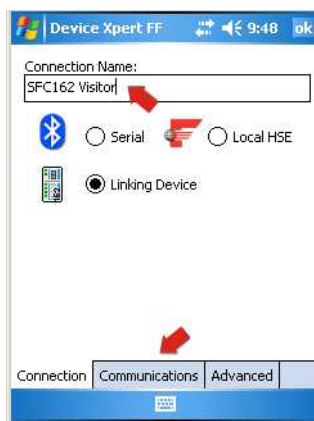 Device Xpert FF 9:48 ok
Connection Name:
SFC162 Visitor
Serial Local HSE
Linking Device
Connection Communications Advanced